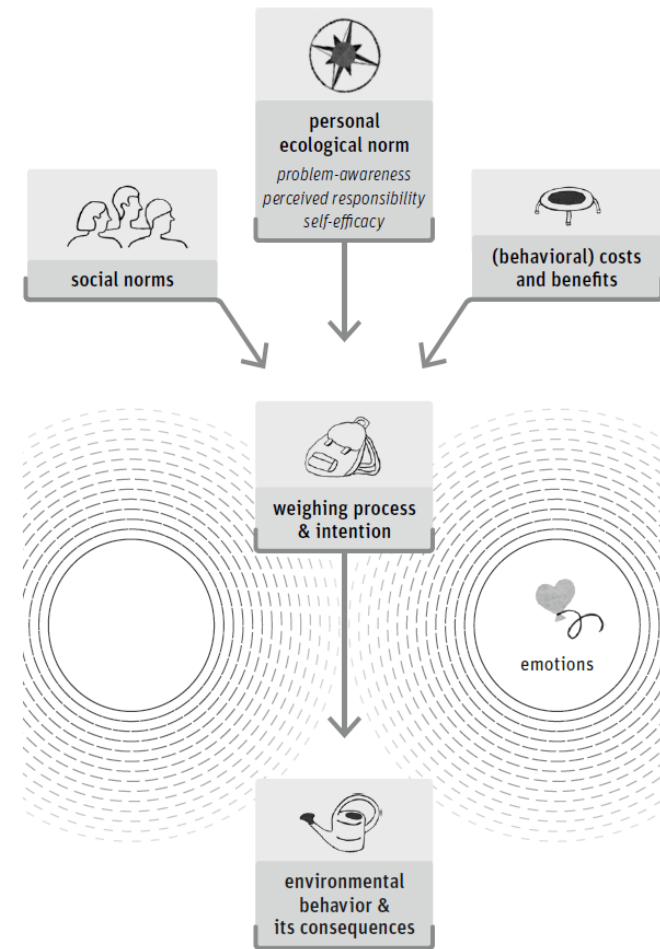 personal
ecological norm
problem-awareness
perceived responsibility
self-efficacy
social norms
(behavioral) costs
and benefits
weighing process
& intention
emotions
environmental
behavior &
its consequences